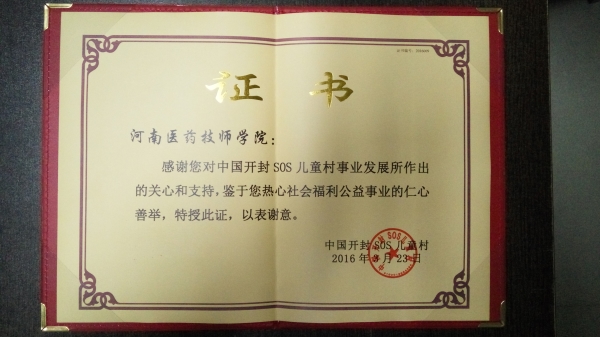 证书
河南医药技师学院：
感谢您对中国开封SOS儿童村事业发展所作出
的关心和支持，鉴于您热心社会福利公益事业的仁心
善举，特授此证，以表谢意。
中国开封SOS儿童村
2016年5月23日